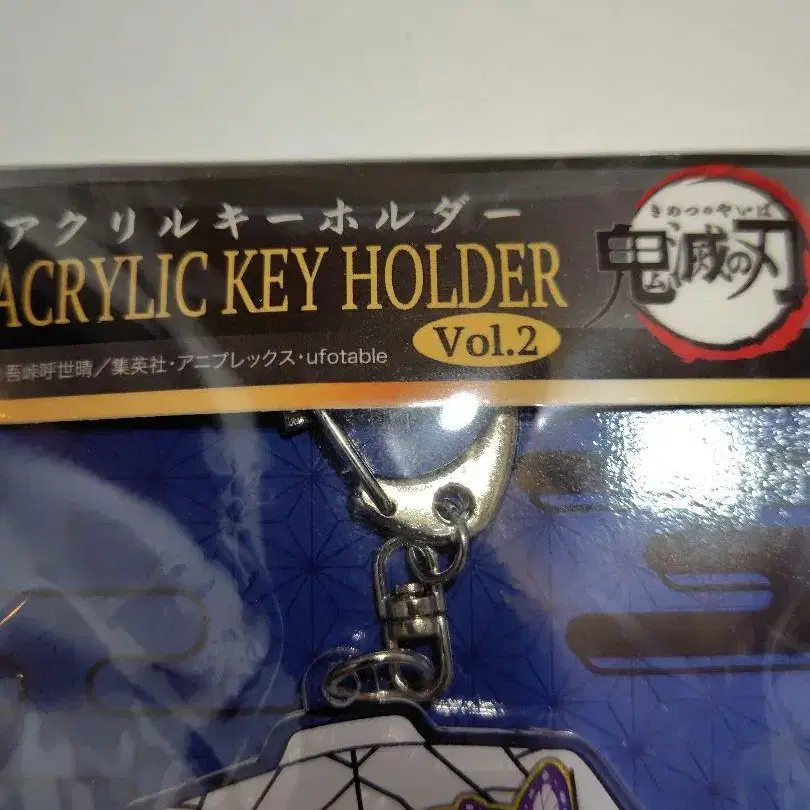 アクリルキーホルダー
ACRYLIC KEY HOLDER
Vol.2
吾峠呼世晴／集英社・アニプレックス・ufotable
きめつのやいば
鬼滅の刃